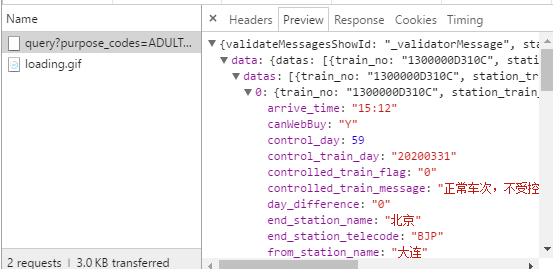 Name
query?purpose_codes=ADULT...
loading.gif
2 requests | 3.0 KB transferred
Headers Preview Response Cookies Timing
{validateMessagesShowId: "_validatorMessage", stat
data: {datas: [{train_no: "1300000D310C", statio
datas: [{train_no: "1300000D310C", station_tra
0: {train_no: "1300000D310C", station_train_
arrive_time: "15:12"
canWebBuy: "Y"
control_day: 59
control_train_day: "20200331"
controlled_train_flag: "0"
controlled_train_message: "正常车次，不受控
day_difference: "0"
end_station_name: "北京"
end_station_telecode: "BJP"
from_station_name: "大连"